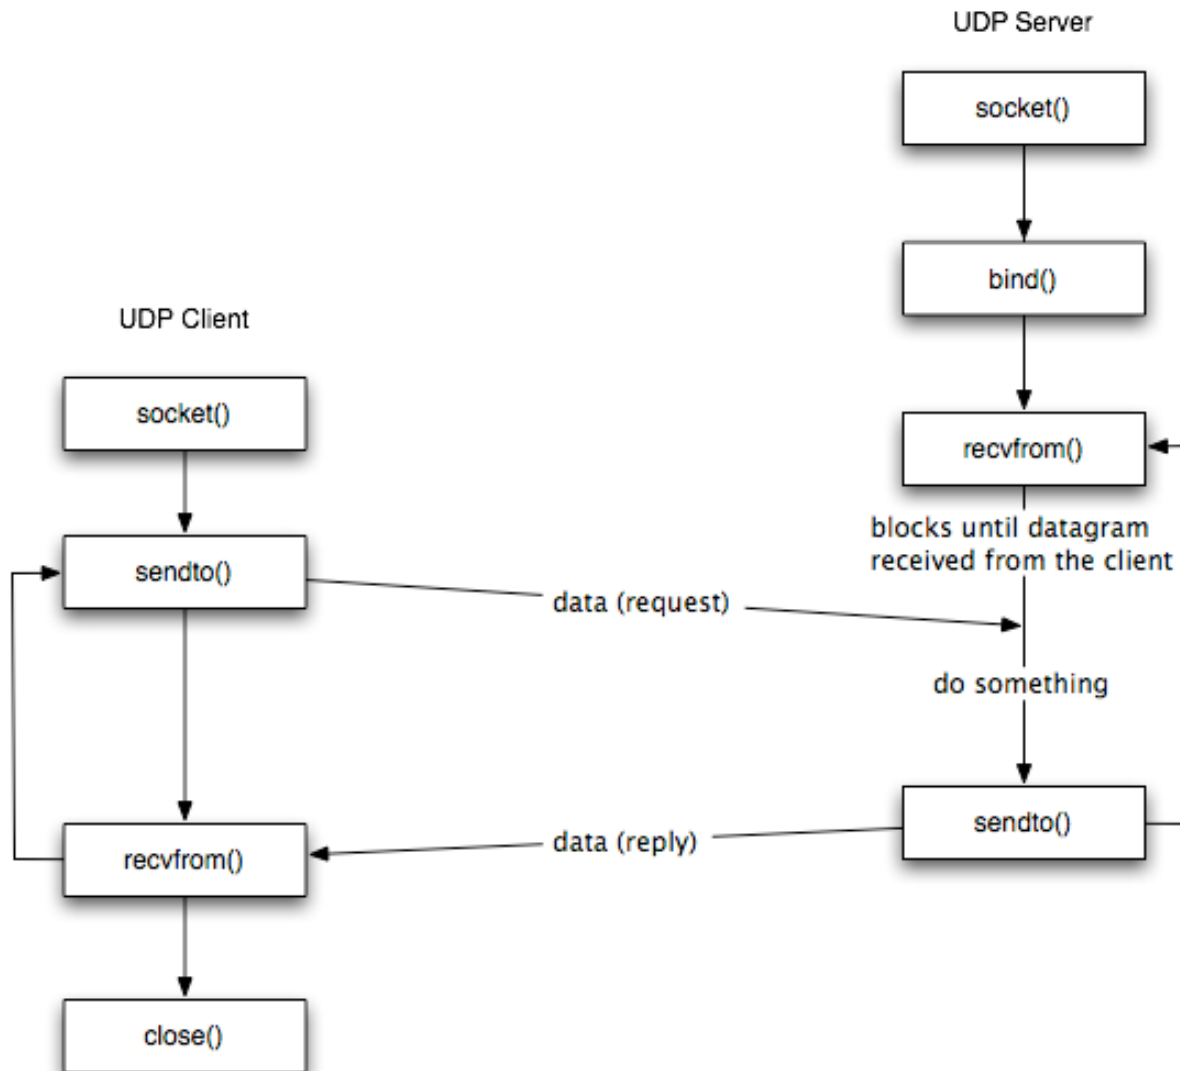 UDP Server
socket()
bind()
UDP Client
socket()
recvfrom()
blocks until datagram
received from the client
sendto()
data (request)
do something
sendto()
data (reply)
recvfrom()
close()